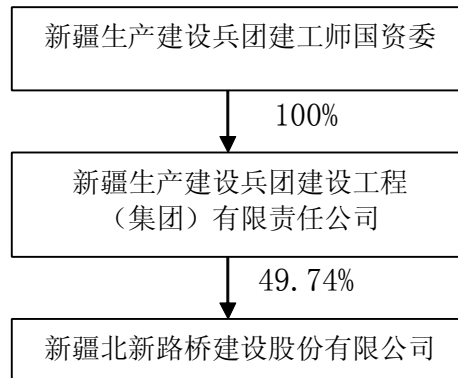 新疆生产建设兵团建工师国资委
100%
新疆生产建设兵团建设工程
（集团）有限责任公司
49.74%
新疆北新路桥建设股份有限公司